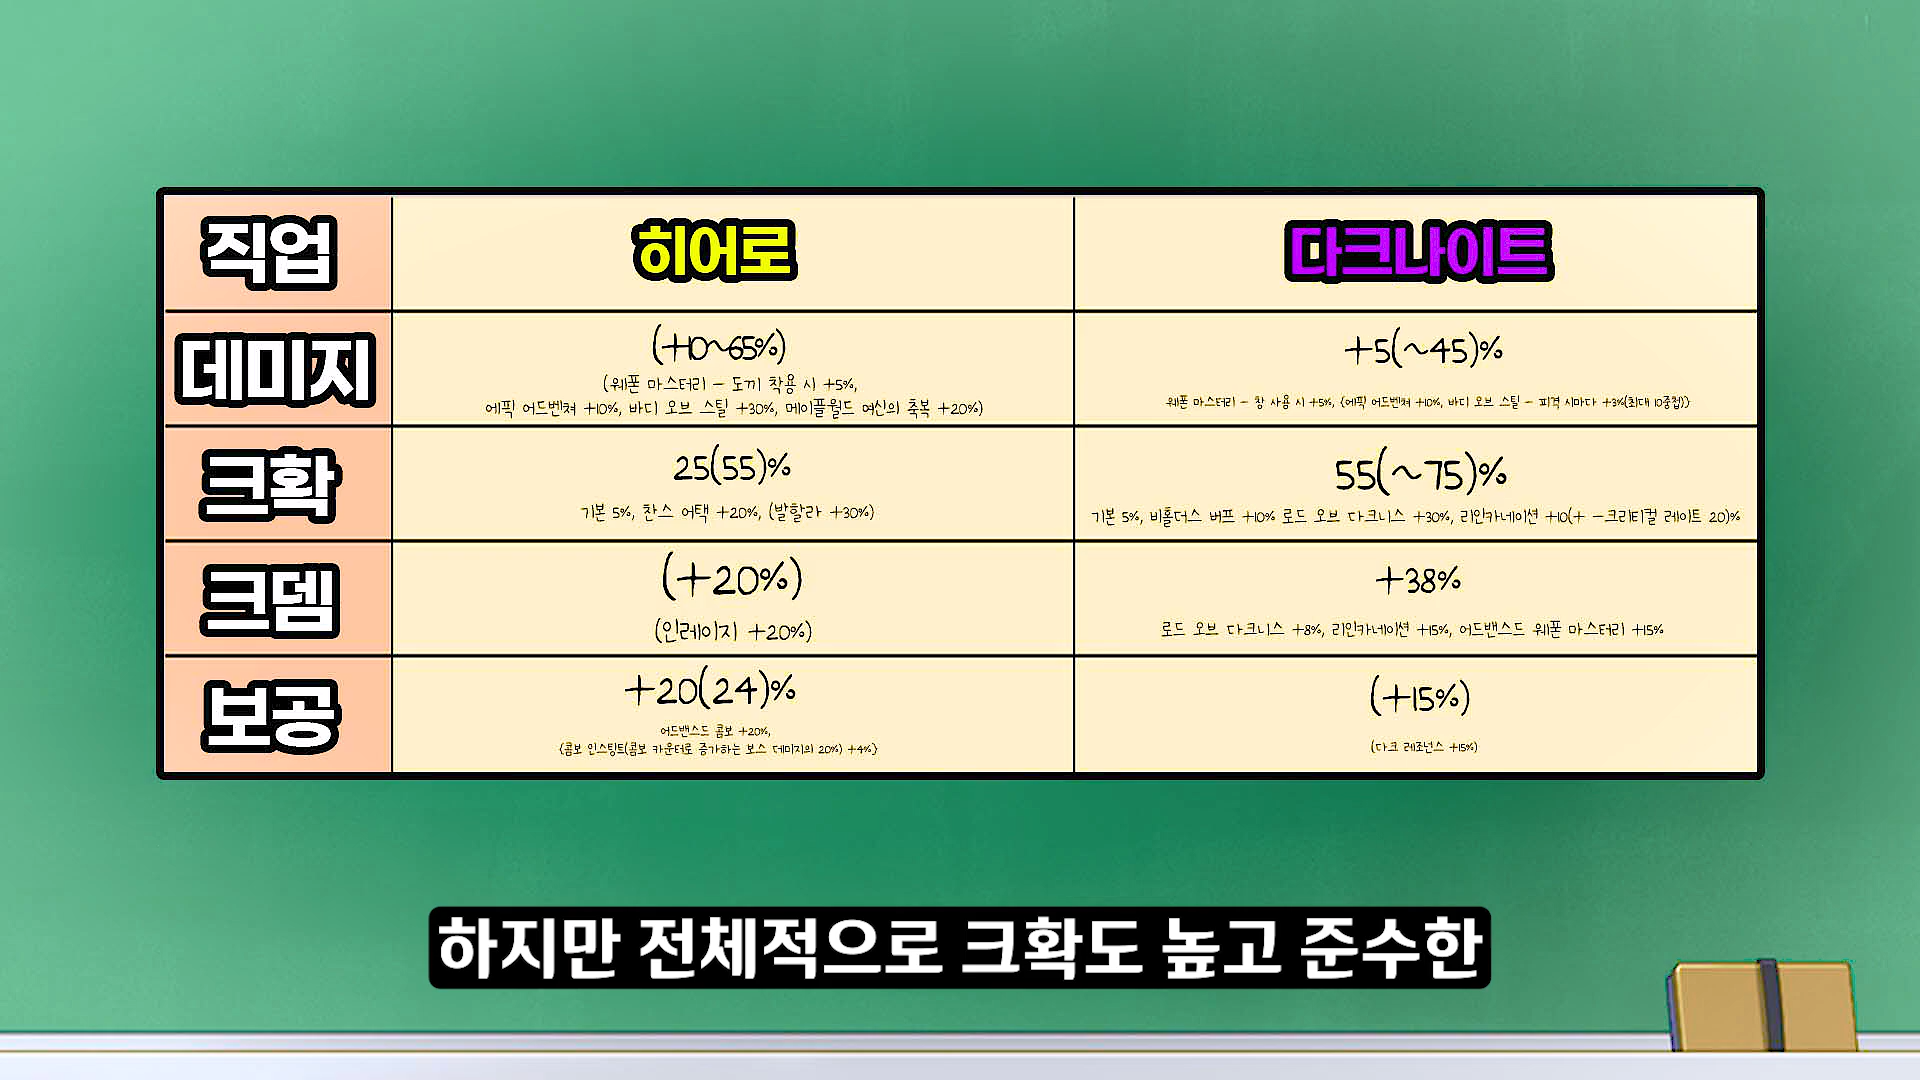 직업
히어로
다크나이트
데미지
(+10~65%)
(웨폰 마스터리 - 도끼 착용 시 +5%,
에픽 어드벤쳐 +10%, 바디 오브 스틸 +30%, 메이플월드 여신의 축복 +20%)
+5(~45)%
웨폰 마스터리 - 창 사용 시 +5%, (에픽 어드벤쳐 +10%, 바디 오브 스틸 - 피격 시마다 +3%(최대 10중첩))
크확
25(55)%
기본 5%, 찬스 어택 +20%, (발할라 +30%)
55(~75)%
기본 5%, 비홀더스 버프 +10% 로드 오브 다크니스 +30%, 리인카네이션 +10(+ -크리티컬 레이트 20)%
크뎀
(+20%)
(인레이지 +20%)
+38%
로드 오브 다크니스 +8%, 리인카네이션 +15%, 어드밴스드 웨폰 마스터리 +15%
보공
+20(24)%
어드밴스드 콤보 +20%,
(콤보 인스팅트(콤보 카운터로 증가하는 보스 데미지의 20%) +4%)
(+15%)
(다크 레조넌스 +15%)
하지만 전체적으로 크확도 높고 준수한